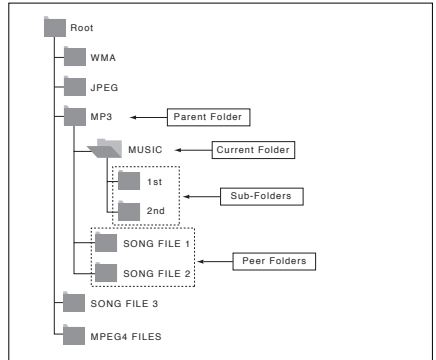 Root
WMA
JPEG
MP3
Parent Folder
MUSIC
Current Folder
1st
Sub-Folders
2nd
SONG FILE 1
Peer Folders
SONG FILE 2
SONG FILE 3
MPEG4 FILES